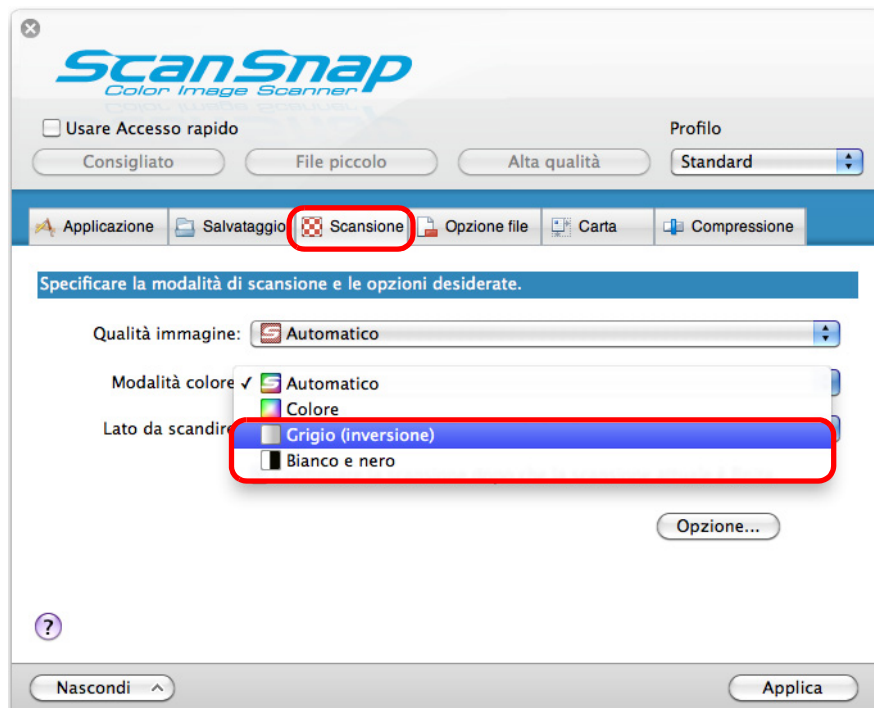 ScanSnap
Color Image Scanner
Usare Accesso rapido
Profilo
Consigliato File piccolo Alta qualità Standard
Applicazione Salvataggio Scansione Opzione file Carta Compressione
Specificare la modalità di scansione e le opzioni desiderate.
Qualità immagine: Automatico
Modalità colore ✓ Automatico
Colore
Lato da scandire Grigio (inversione)
Bianco e nero
Opzione...
?
Nascondi Applica